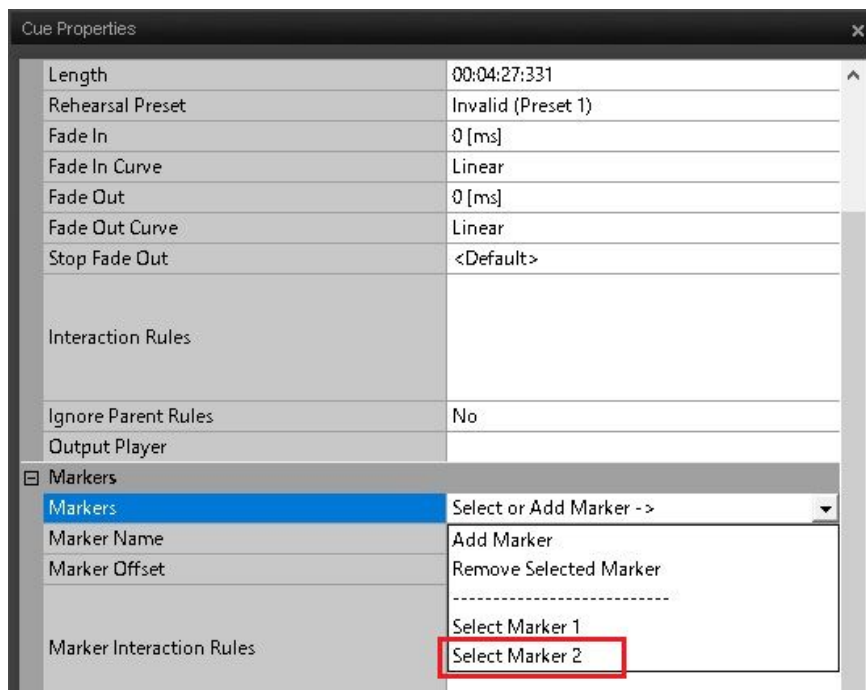 Cue Properties
Length 00:04:27:331
Rehearsal Preset Invalid (Preset 1)
Fade In 0 [ms]
Fade In Curve Linear
Fade Out 0 [ms]
Fade Out Curve Linear
Stop Fade Out <Default>
Interaction Rules
Ignore Parent Rules No
Output Player
Markers
Markers Select or Add Marker ->
Marker Name Add Marker
Marker Offset Remove Selected Marker
---------------------------
Select Marker 1
Marker Interaction Rules Select Marker 2